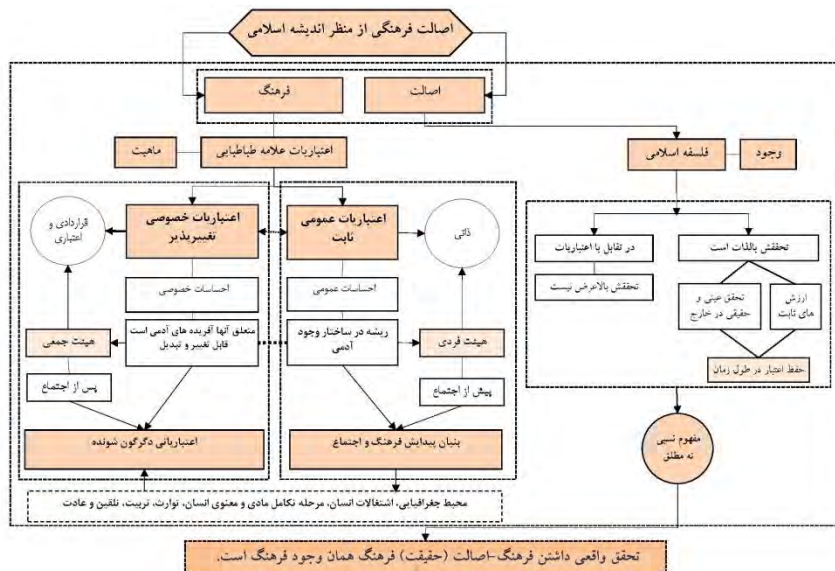 اصالت فرهنگی از منظر اندیشه اسلامی
اصالت
فرهنگ
وجود
فلسفه اسلامی
اعتباریات علامه طباطبایی
ماهیت
تحققش بالذات است
در تقابل با اعتباریات
تحققش بالاعرض نیست
ارزش
های ثابت
تحقق عینی و
حقیقی در خارج
حفظ اعتبار در طول زمان
مفهوم نسبی
نه مطلق
ذاتی
اعتباریات عمومی
ثابت
احساسات عمومی
ریشه در ساختار وجود
آدمی
هیئت فردی
پیش از اجتماع
بنیان پیدایش فرهنگ و اجتماع
اعتباریات خصوصی
تغییرپذیر
قراردادی و
اعتباری
احساسات خصوصی
متعلق آنها آفریده های آدمی است
قابل تغییر و تبدیل
هیئت جمعی
پس از اجتماع
اعتباریاتی دگرگون شونده
محیط جغرافیایی، اشتغالات انسان، مرحله تکامل مادی و معنوی انسان، توارث، تربیت، تلقین و عادت
تحقق واقعی داشتن فرهنگ-اصالت (حقیقت) فرهنگ همان وجود فرهنگ است.